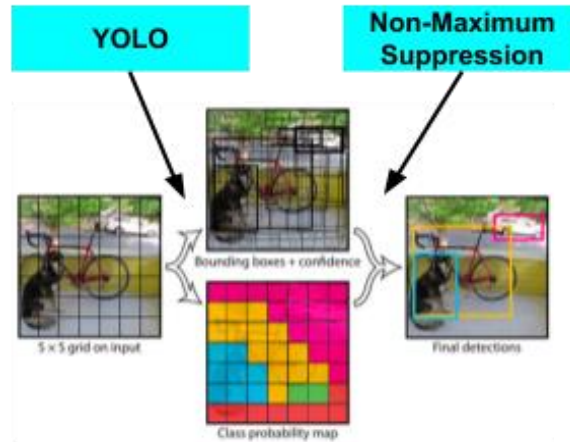 YOLO
Non-Maximum
Suppression
Bounding boxes + confidence
S × S grid on input
Final detections
Class probability map